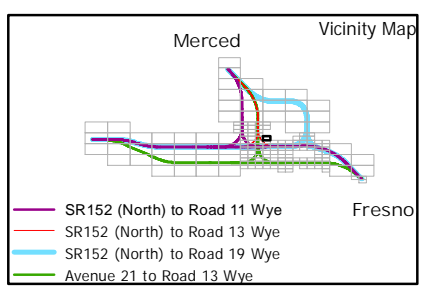 Vicinity Map
Merced
Fresno
SR152 (North) to Road 11 Wye
SR152 (North) to Road 13 Wye
SR152 (North) to Road 19 Wye
Avenue 21 to Road 13 Wye